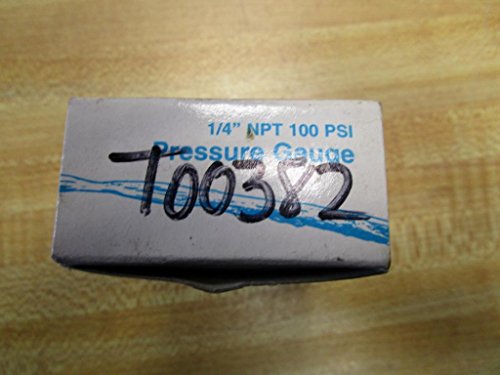 1/4" NPT 100 PSI
Pressure Gauge
T00382